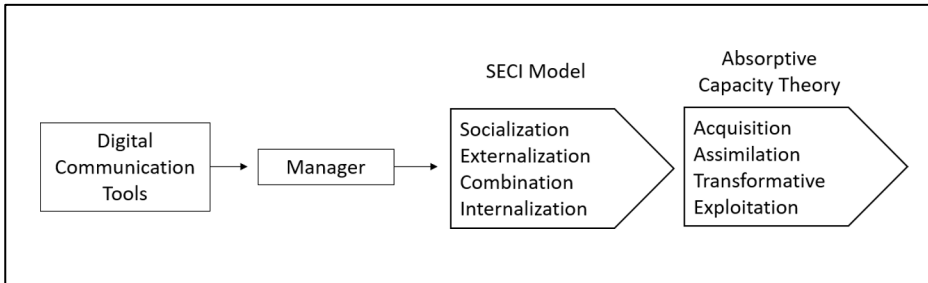 Digital
Communication
Tools
Manager
SECI Model
Socialization
Externalization
Combination
Internalization
Absorptive
Capacity Theory
Acquisition
Assimilation
Transformative
Exploitation